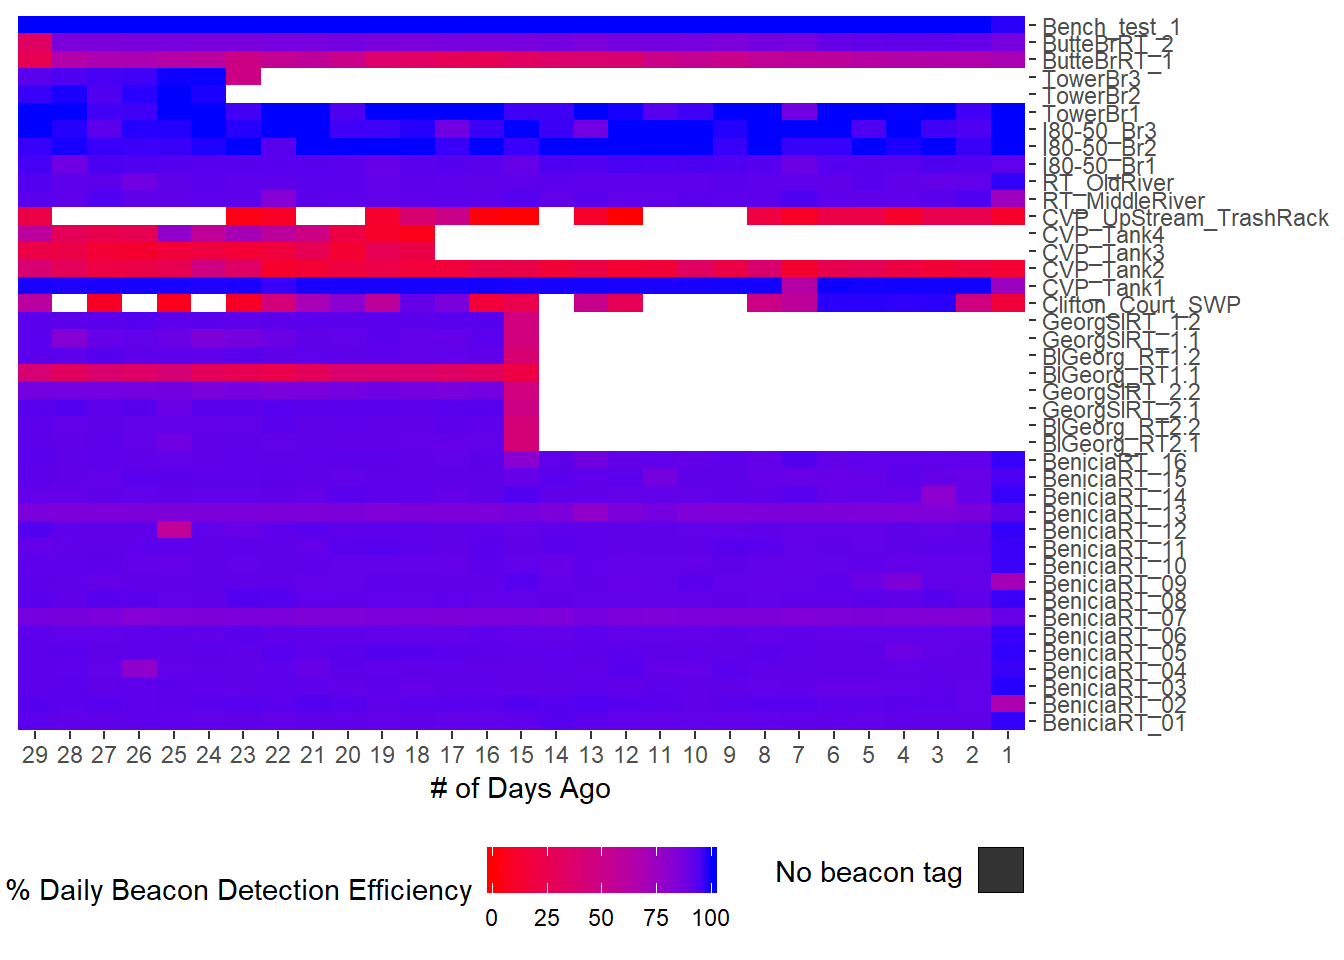 Bench_test_1
ButteBrRT_2
ButteBrRT_1
TowerBr3
TowerBr2
TowerBr1
I80-50_Br3
I80-50_Br2
I80-50_Br1
RT_OldRiver
RT_MiddleRiver
CVP_UpStream_TrashRack
CVP_Tank4
CVP_Tank3
CVP_Tank2
CVP_Tank1
Clifton_Court_SWP
GeorgSlRT_1.2
GeorgSlRT_1.1
BlGeorg_RT1.2
BlGeorg_RT1.1
GeorgSlRT_2.2
GeorgSlRT_2.1
BlGeorg_RT2.2
BlGeorg_RT2.1
BeniciaRT_16
BeniciaRT_15
BeniciaRT_14
BeniciaRT_13
BeniciaRT_12
BeniciaRT_11
BeniciaRT_10
BeniciaRT_09
BeniciaRT_08
BeniciaRT_07
BeniciaRT_06
BeniciaRT_05
BeniciaRT_04
BeniciaRT_03
BeniciaRT_02
BeniciaRT_01
29 28 27 26 25 24 23 22 21 20 19 18 17 16 15 14 13 12 11 10 9 8 7 6 5 4 3 2 1
# of Days Ago
% Daily Beacon Detection Efficiency
0 25 50 75 100
No beacon tag